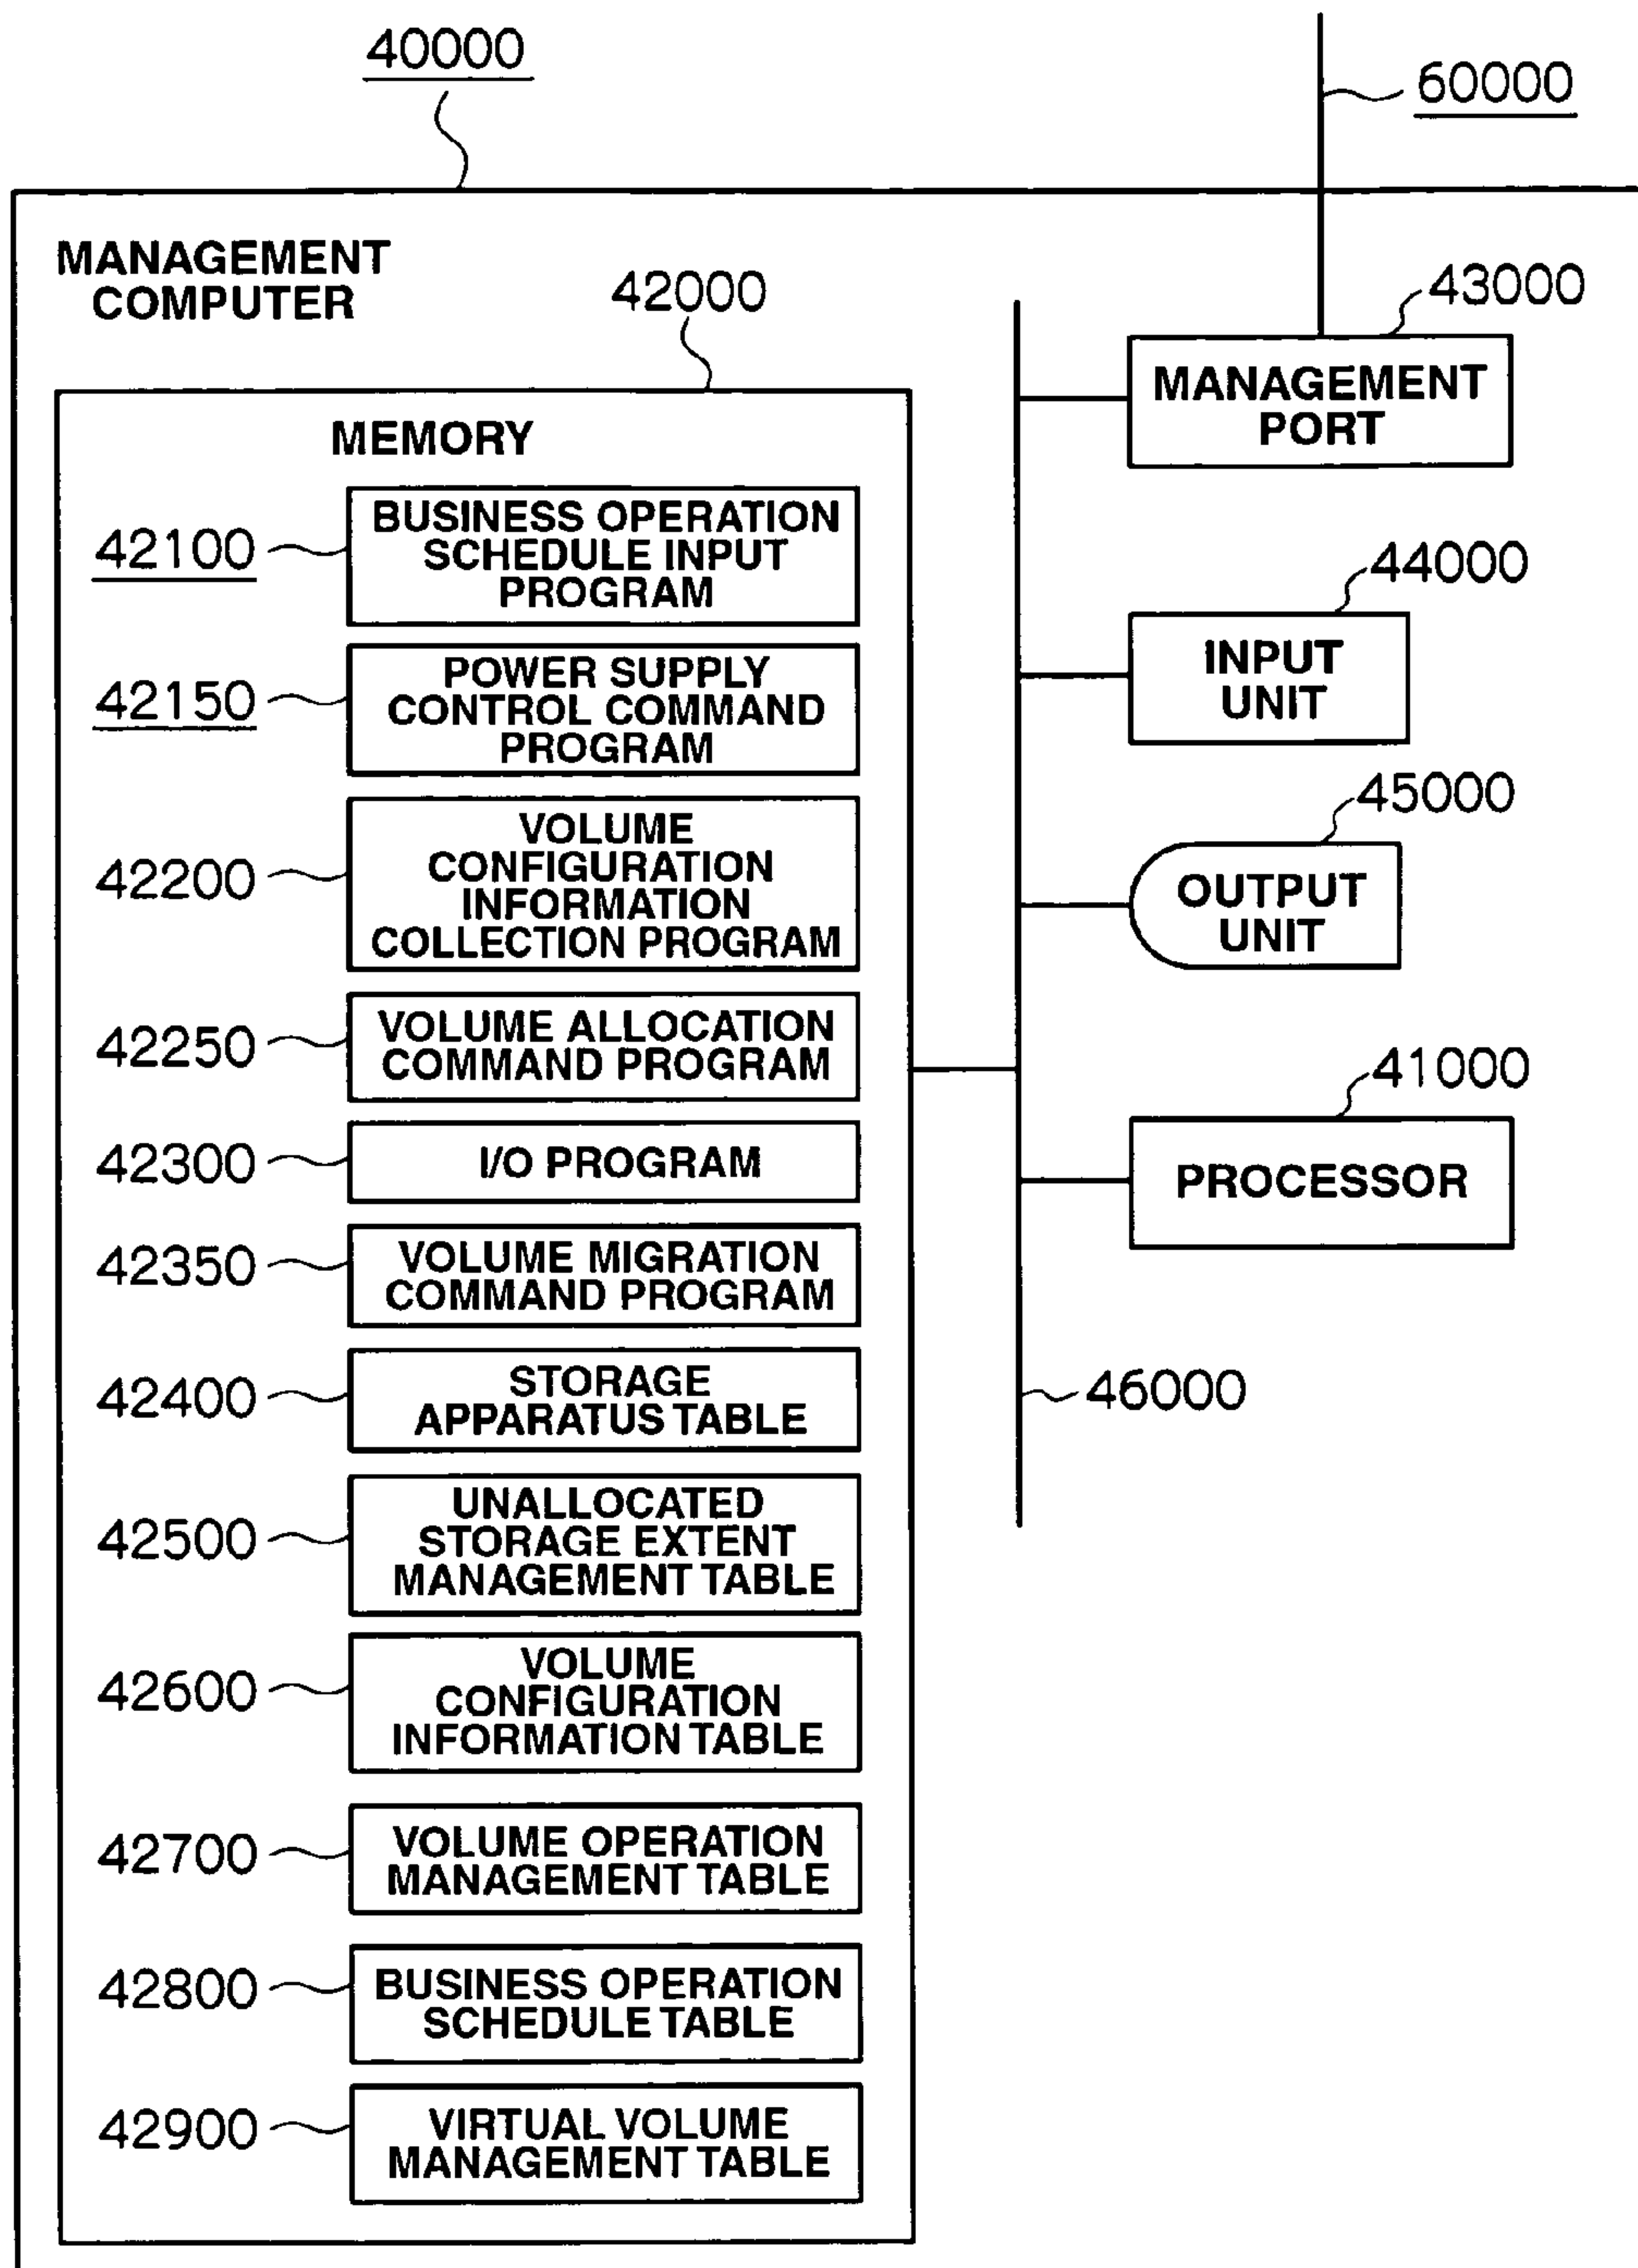 40000
60000
MANAGEMENT
COMPUTER
42000
43000
MANAGEMENT
PORT
MEMORY
42100
BUSINESS OPERATION
SCHEDULE INPUT
PROGRAM
44000
INPUT
UNIT
42150
POWER SUPPLY
CONTROL COMMAND
PROGRAM
45000
OUTPUT
UNIT
42200
VOLUME
CONFIGURATION
INFORMATION
COLLECTION PROGRAM
42250
VOLUME ALLOCATION
COMMAND PROGRAM
41000
PROCESSOR
42300
I/O PROGRAM
42350
VOLUME MIGRATION
COMMAND PROGRAM
42400
STORAGE
APPARATUS TABLE
46000
42500
UNALLOCATED
STORAGE EXTENT
MANAGEMENT TABLE
42600
VOLUME
CONFIGURATION
INFORMATION TABLE
42700
VOLUME OPERATION
MANAGEMENT TABLE
42800
BUSINESS OPERATION
SCHEDULE TABLE
42900
VIRTUAL VOLUME
MANAGEMENT TABLE